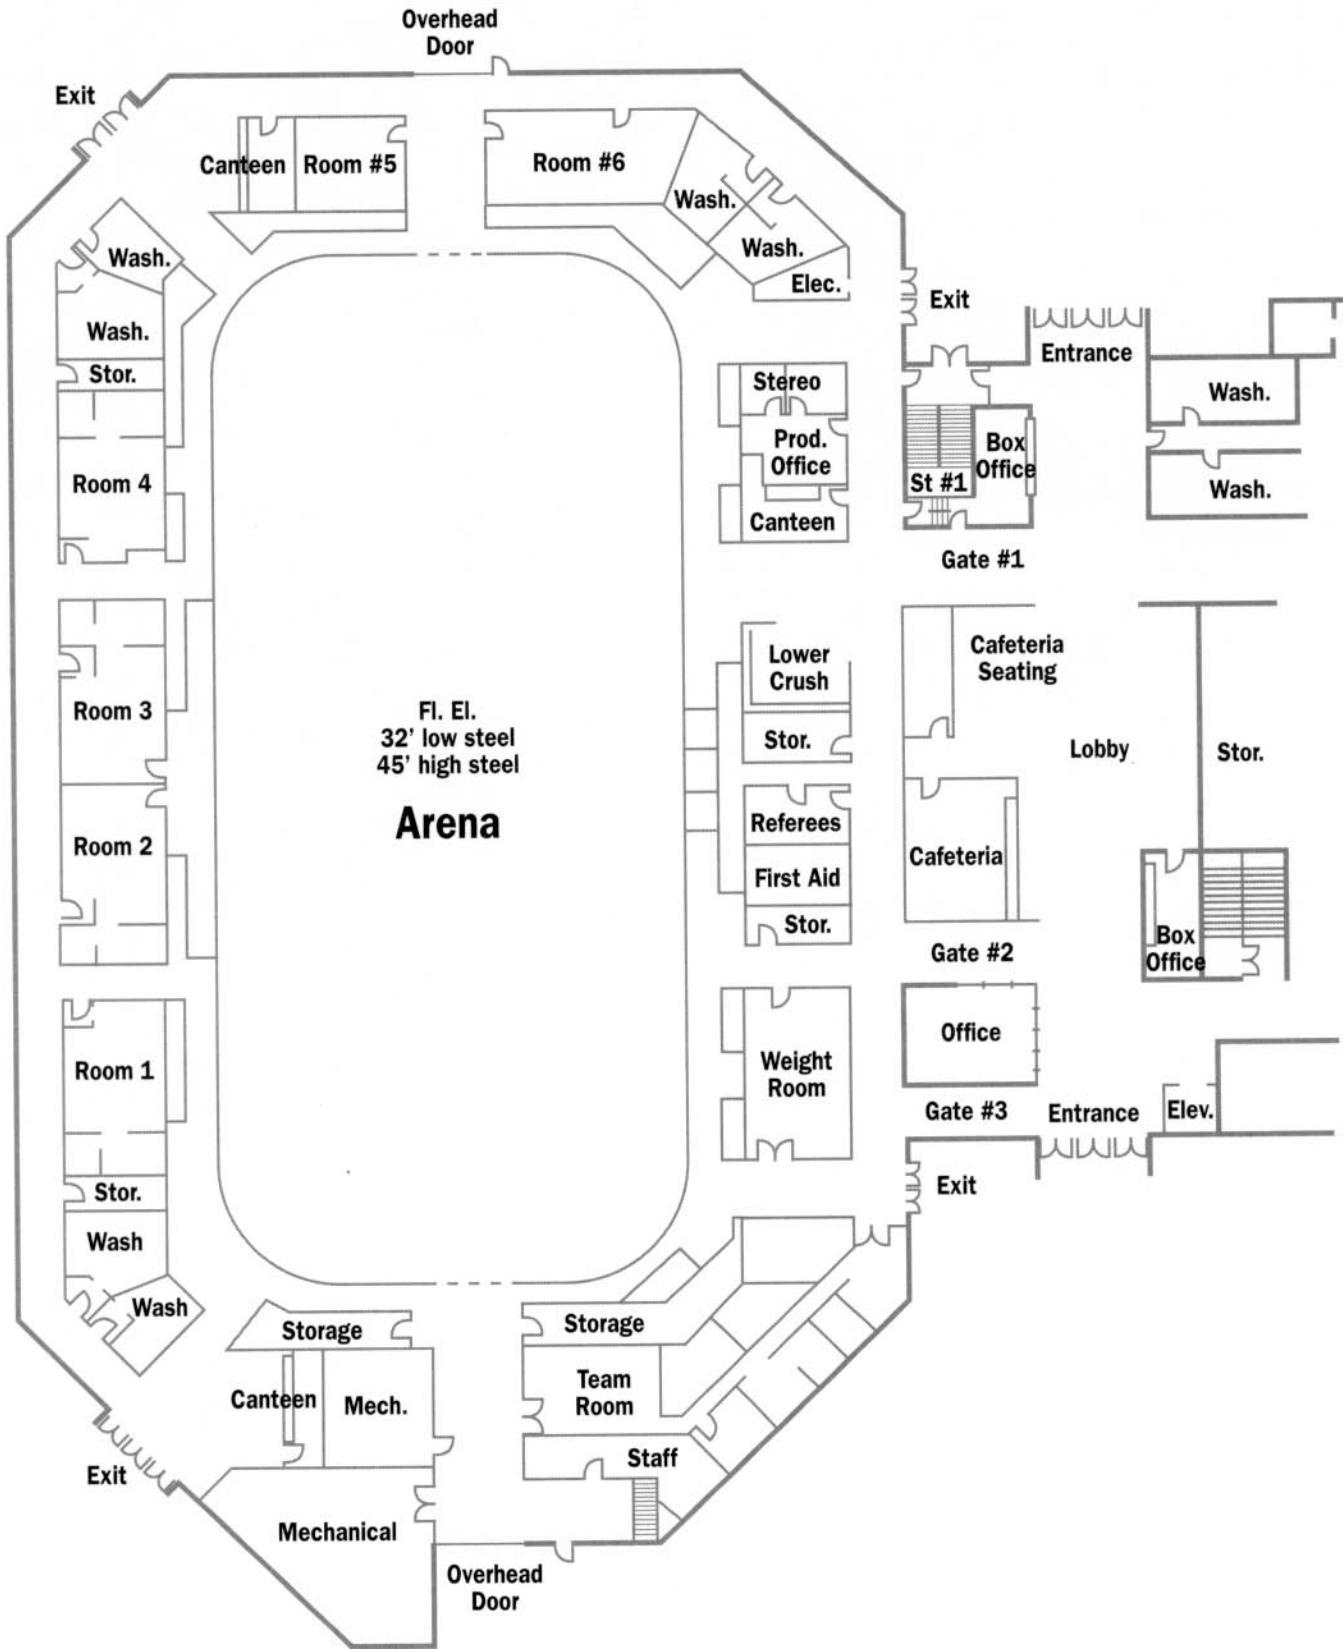 Overhead
Door
Exit
Canteen
Room #5
Room #6
Wash.
Wash.
Elec.
Wash.
Wash.
Stor.
Room 4
Exit
Entrance
Stereo
Prod.
Office
Canteen
St #1
Box
Office
Wash.
Wash.
Gate #1
Room 3
Room 2
Fl. El.
32' low steel
45' high steel
Arena
Lower
Crush
Stor.
Referees
First Aid
Stor.
Cafeteria
Seating
Lobby
Stor.
Cafeteria
Gate #2
Box
Office
Office
Room 1
Weight
Room
Gate #3
Entrance
Elev.
Exit
Stor.
Wash
Wash
Storage
Storage
Canteen
Mech.
Team
Room
Staff
Exit
Mechanical
Overhead
Door